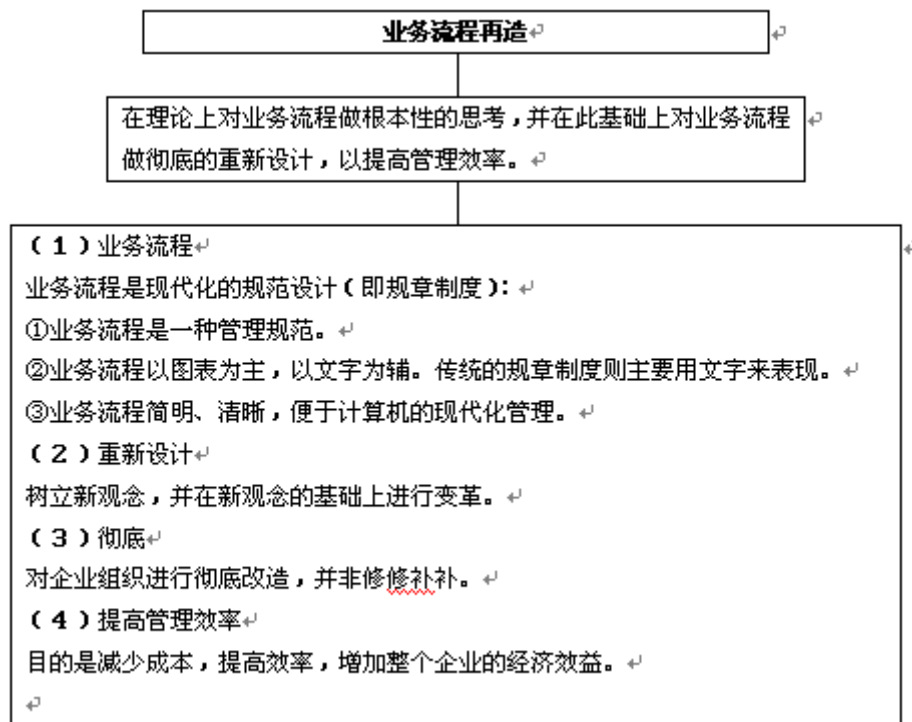 业务流程再造
在理论上对业务流程做根本性的思考，并在此基础上对业务流程
做彻底的重新设计，以提高管理效率。
（1）业务流程
业务流程是现代化的规范设计（即规章制度）：
①业务流程是一种管理规范。
②业务流程以图表为主，以文字为辅。传统的规章制度则主要用文字来表现。
③业务流程简明、清晰，便于计算机的现代化管理。
（2）重新设计
树立新观念，并在新观念的基础上进行变革。
（3）彻底
对企业组织进行彻底改造，并非修修补补。
（4）提高管理效率
目的是减少成本，提高效率，增加整个企业的经济效益。